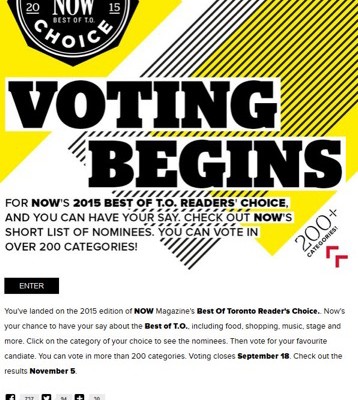 20 NOW 15
BEST OF T.O.
CHOICE
VOTING
BEGINS
FOR NOW'S 2015 BEST OF T.O. READERS' CHOICE,
AND YOU CAN HAVE YOUR SAY. CHECK OUT NOW'S
SHORT LIST OF NOMINEES. YOU CAN VOTE IN
OVER 200 CATEGORIES!
200+
CATEGORIES!
ENTER
You've landed on the 2015 edition of NOW Magazine's Best Of Toronto Reader's Choice.. Now's
your chance to have your say about the Best of T.O., including food, shopping, music, stage and
more. Click on the category of your choice to see the nominees. Then vote for your favourite
candiate. You can vote in more than 200 categories. Voting closes September 18. Check out the
results November 5.